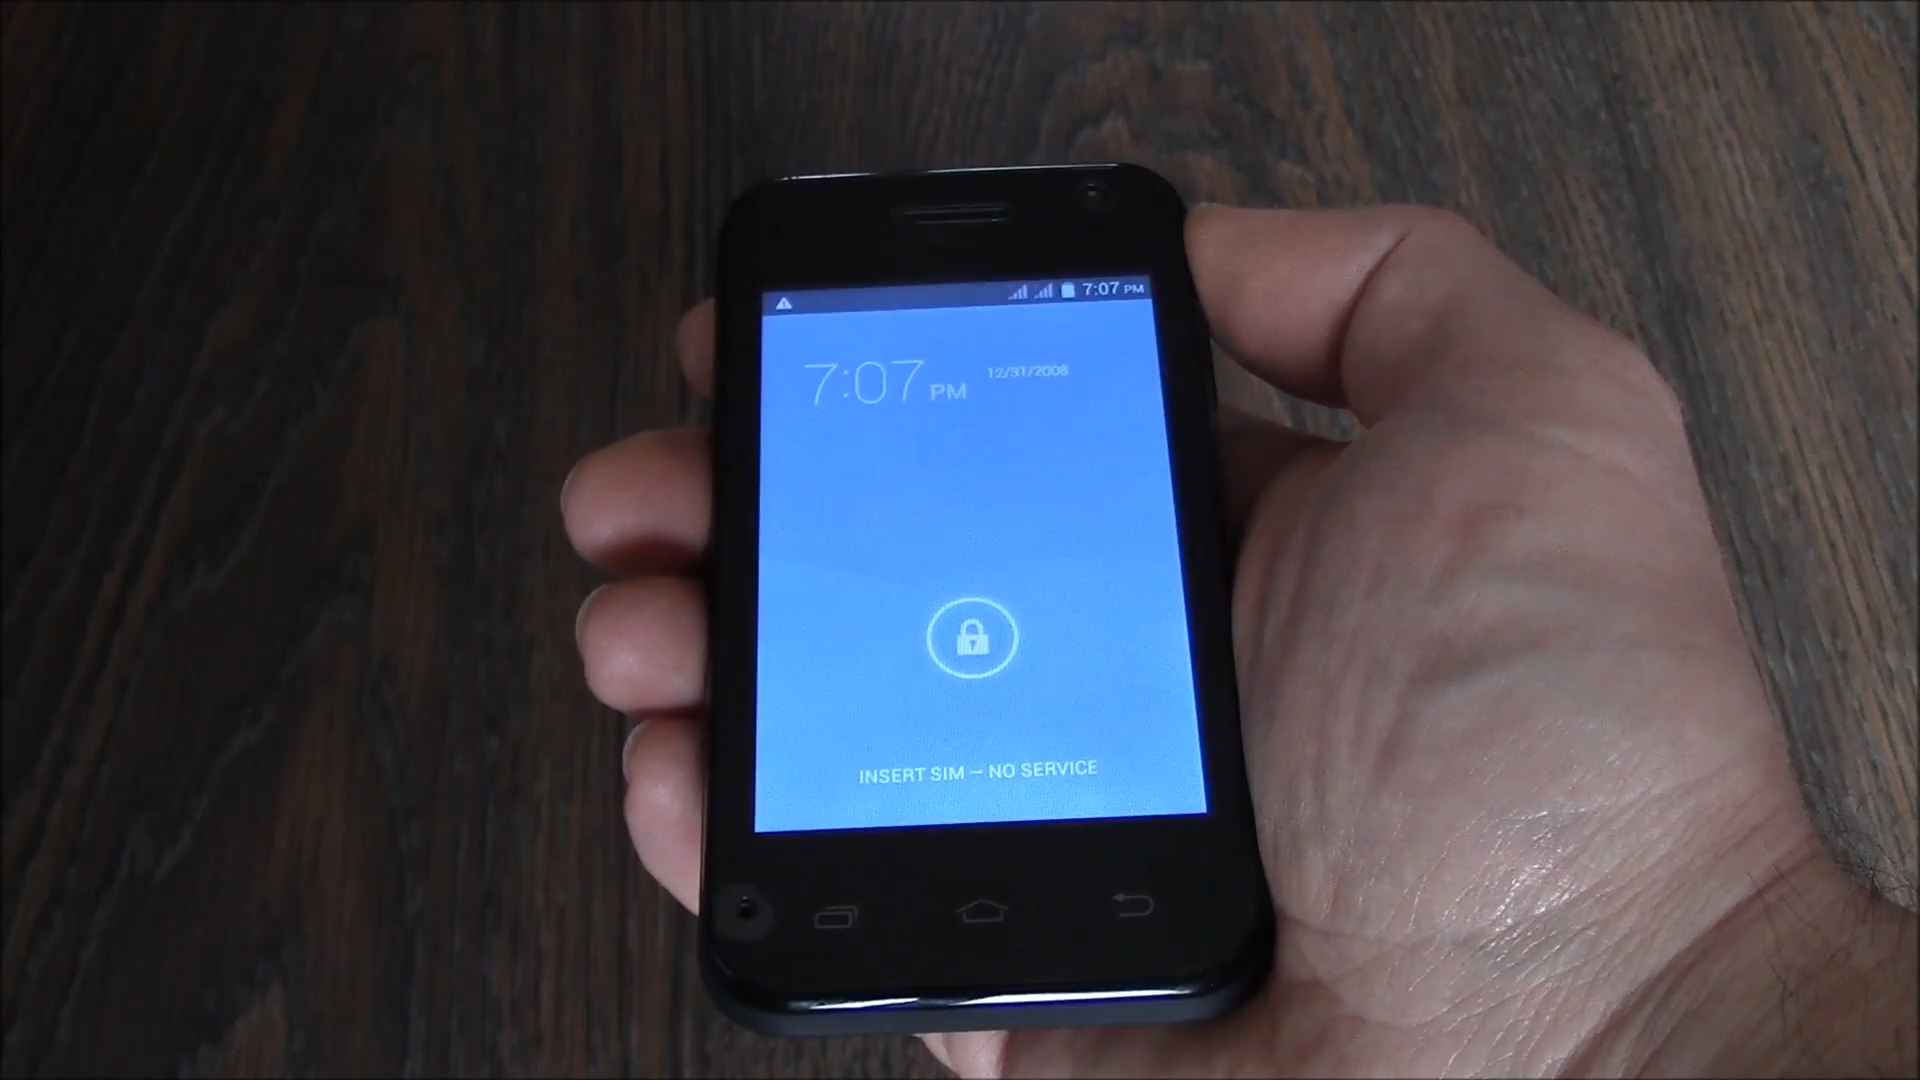 7:07 PM
7:07 PM 12/31/2008
INSERT SIM — NO SERVICE